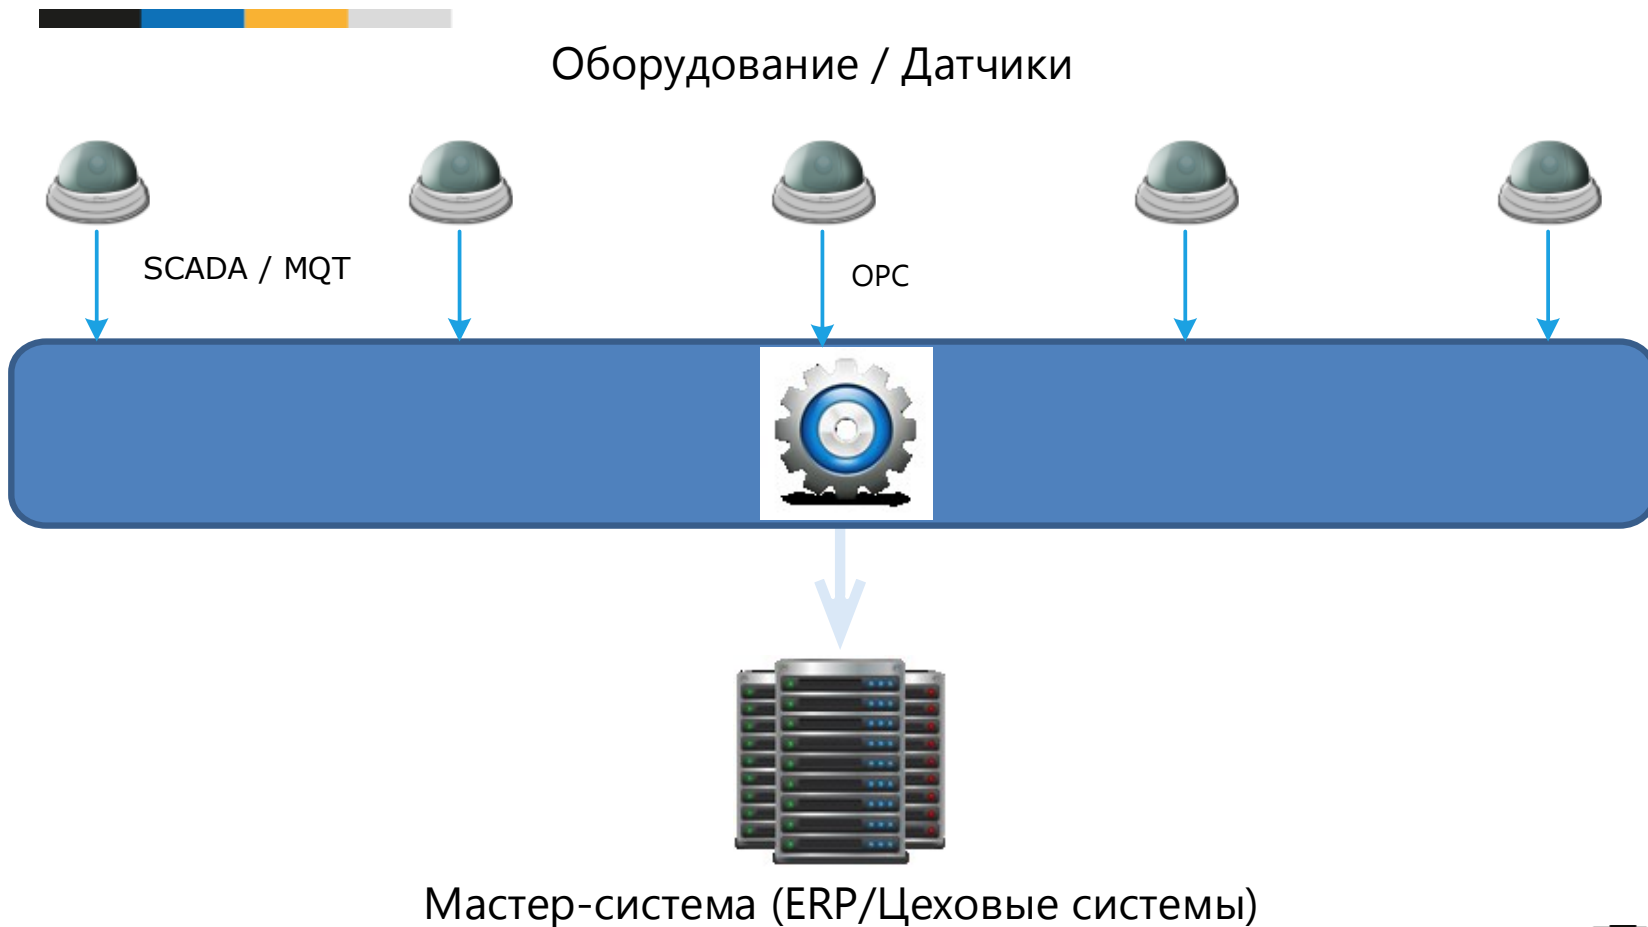 Оборудование / Датчики
SCADA / MQT
OPC
Мастер-система (ERP/Цеховые системы)